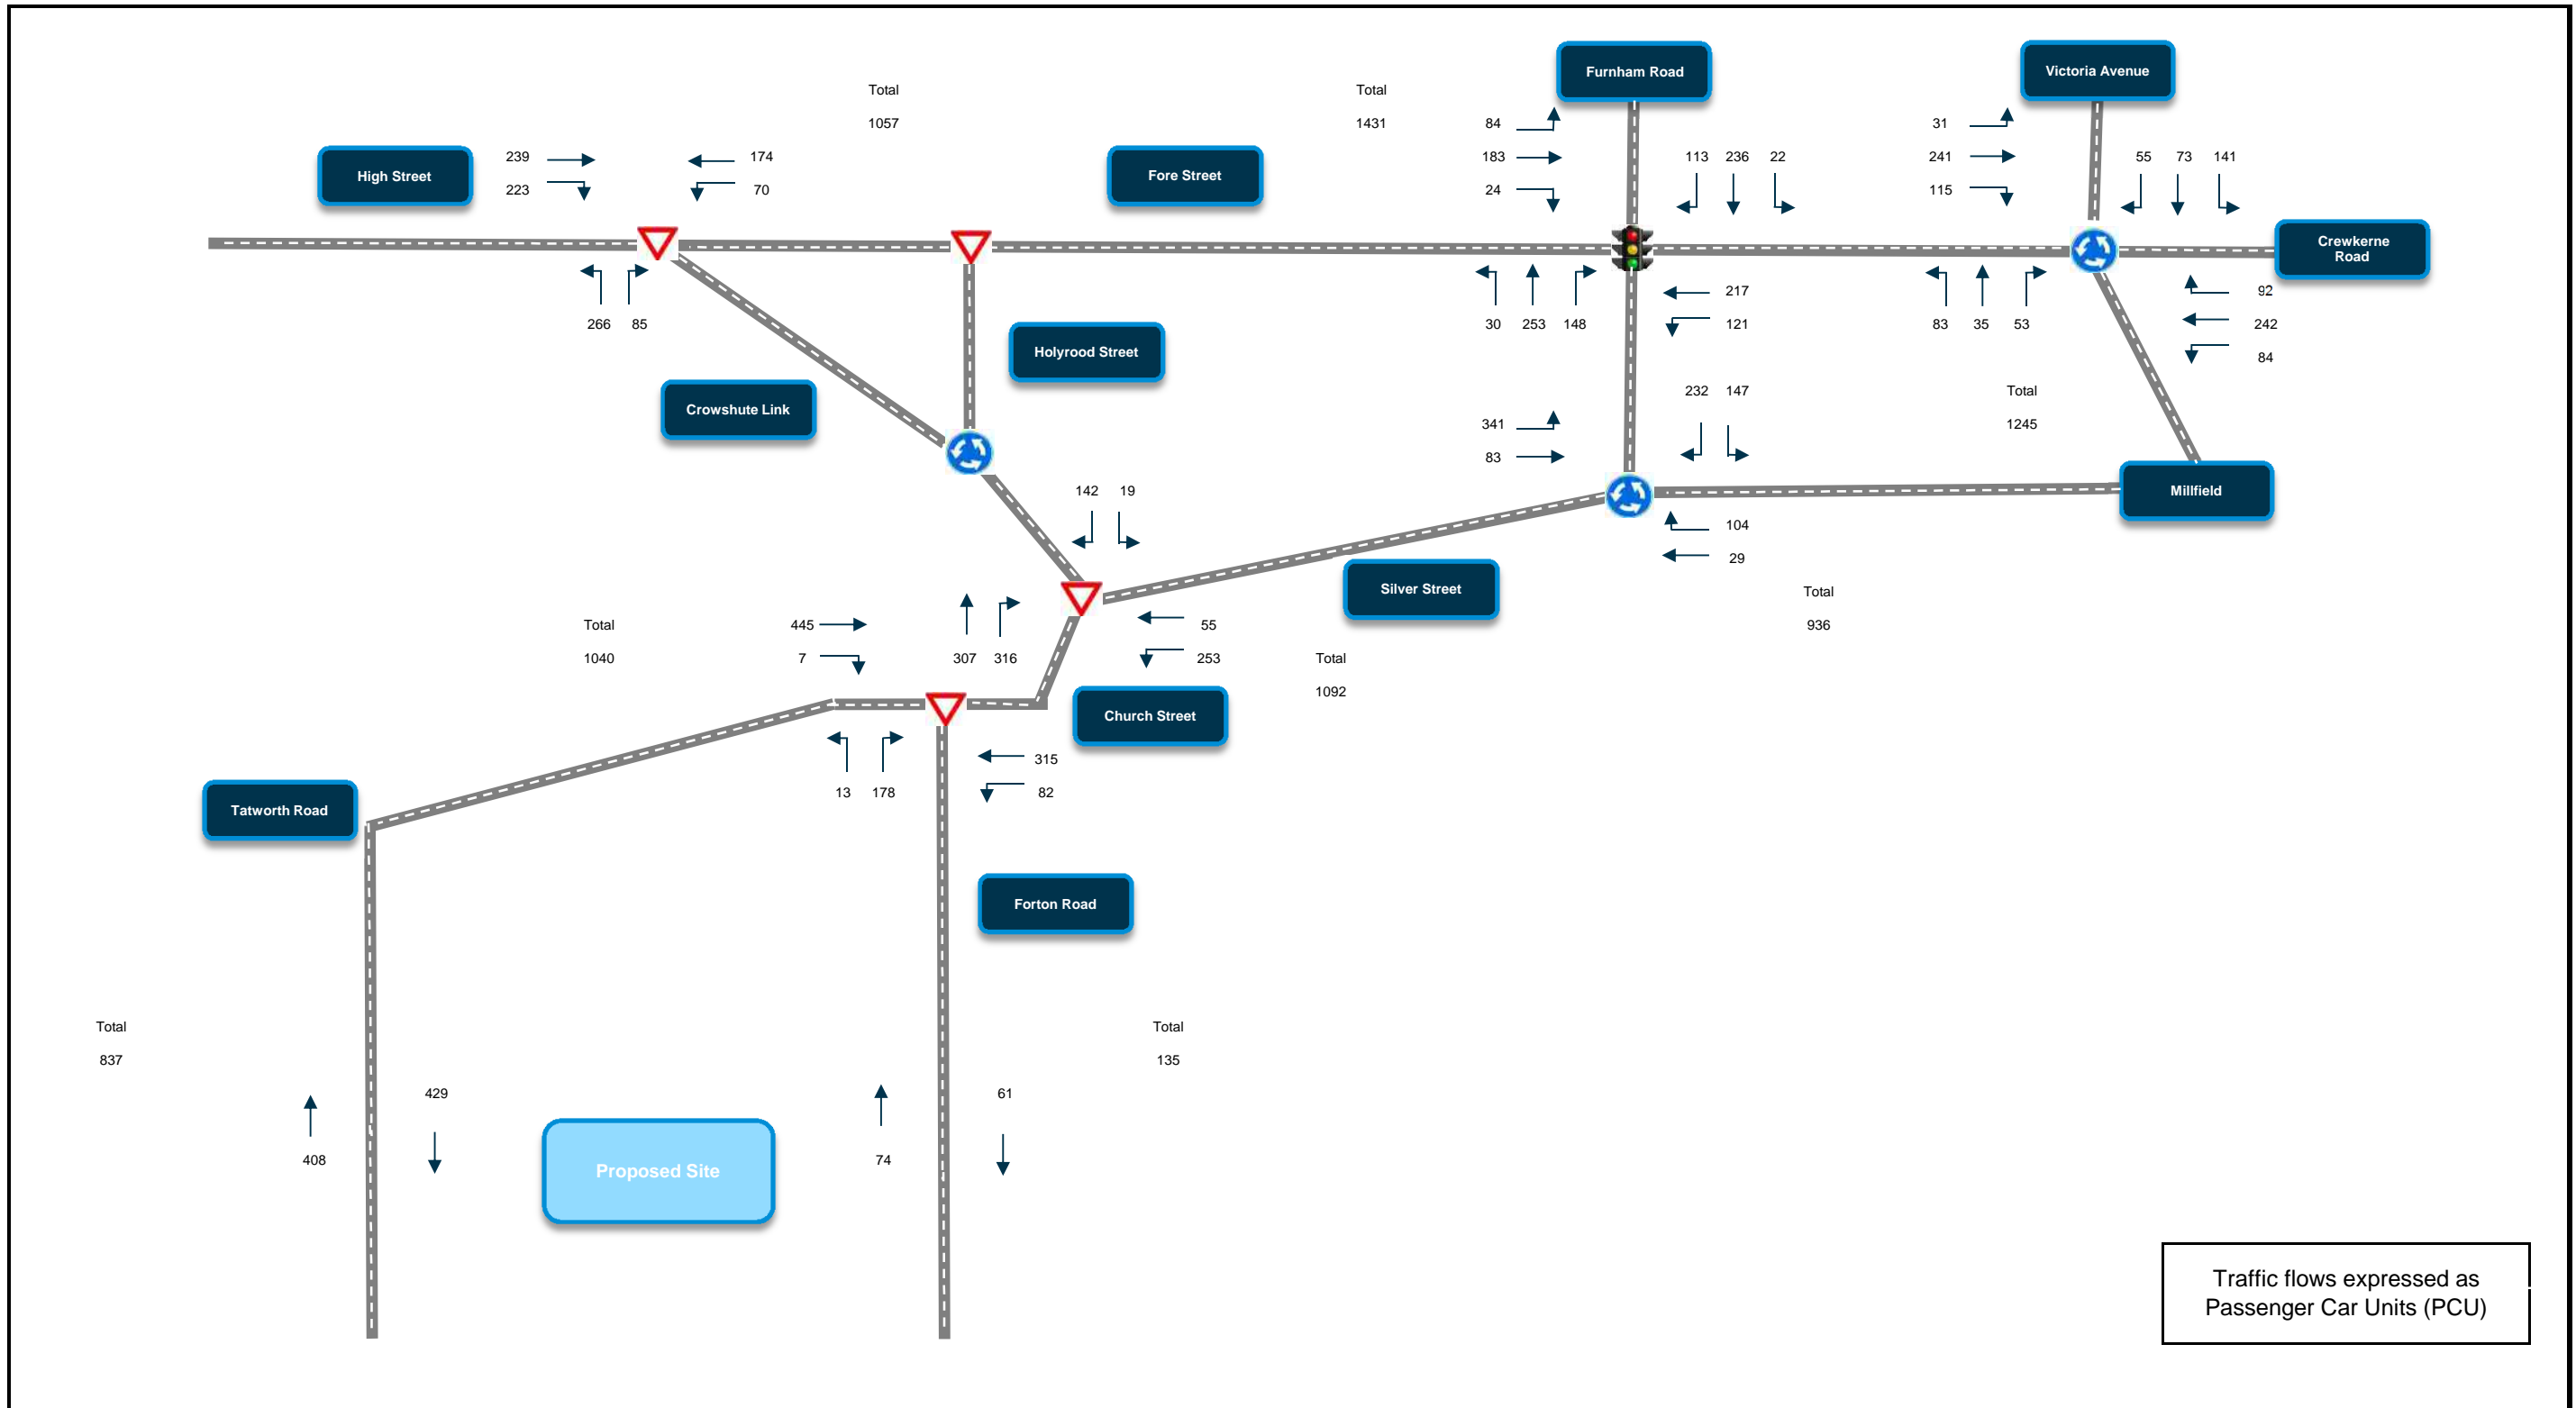 Furnham Road
Victoria Avenue
Total
Total
1057
1431
84
31
High Street
239
174
Fore Street
183
113 236 22
241
55 73 141
223
70
24
115
Crewkerne
Road
266 85
30 253 148
217
121
83 35 53
92
242
84
Holyrood Street
Crowshute Link
232 147
Total
341
1245
83
142 19
Millfield
104
29
Silver Street
Total
936
Total
445
55
1040
7
307 316
253
Total
1092
Church Street
315
13 178
82
Tatworth Road
Forton Road
Total
Total
837
135
429
61
408
74
Proposed Site
Traffic flows expressed as
Passenger Car Units (PCU)